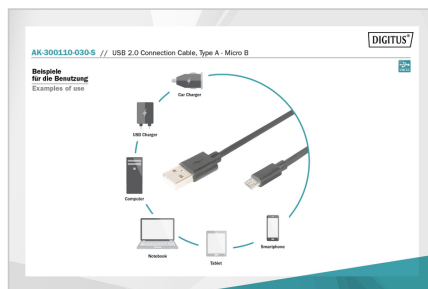 DIGITUS®
AK-300110-030-S // USB 2.0 Connection Cable, Type A - Micro B
Beispiele
für die Benutzung
Examples of use
Car Charger
USB Charger
Computer
Notebook
Tablet
Smartphone